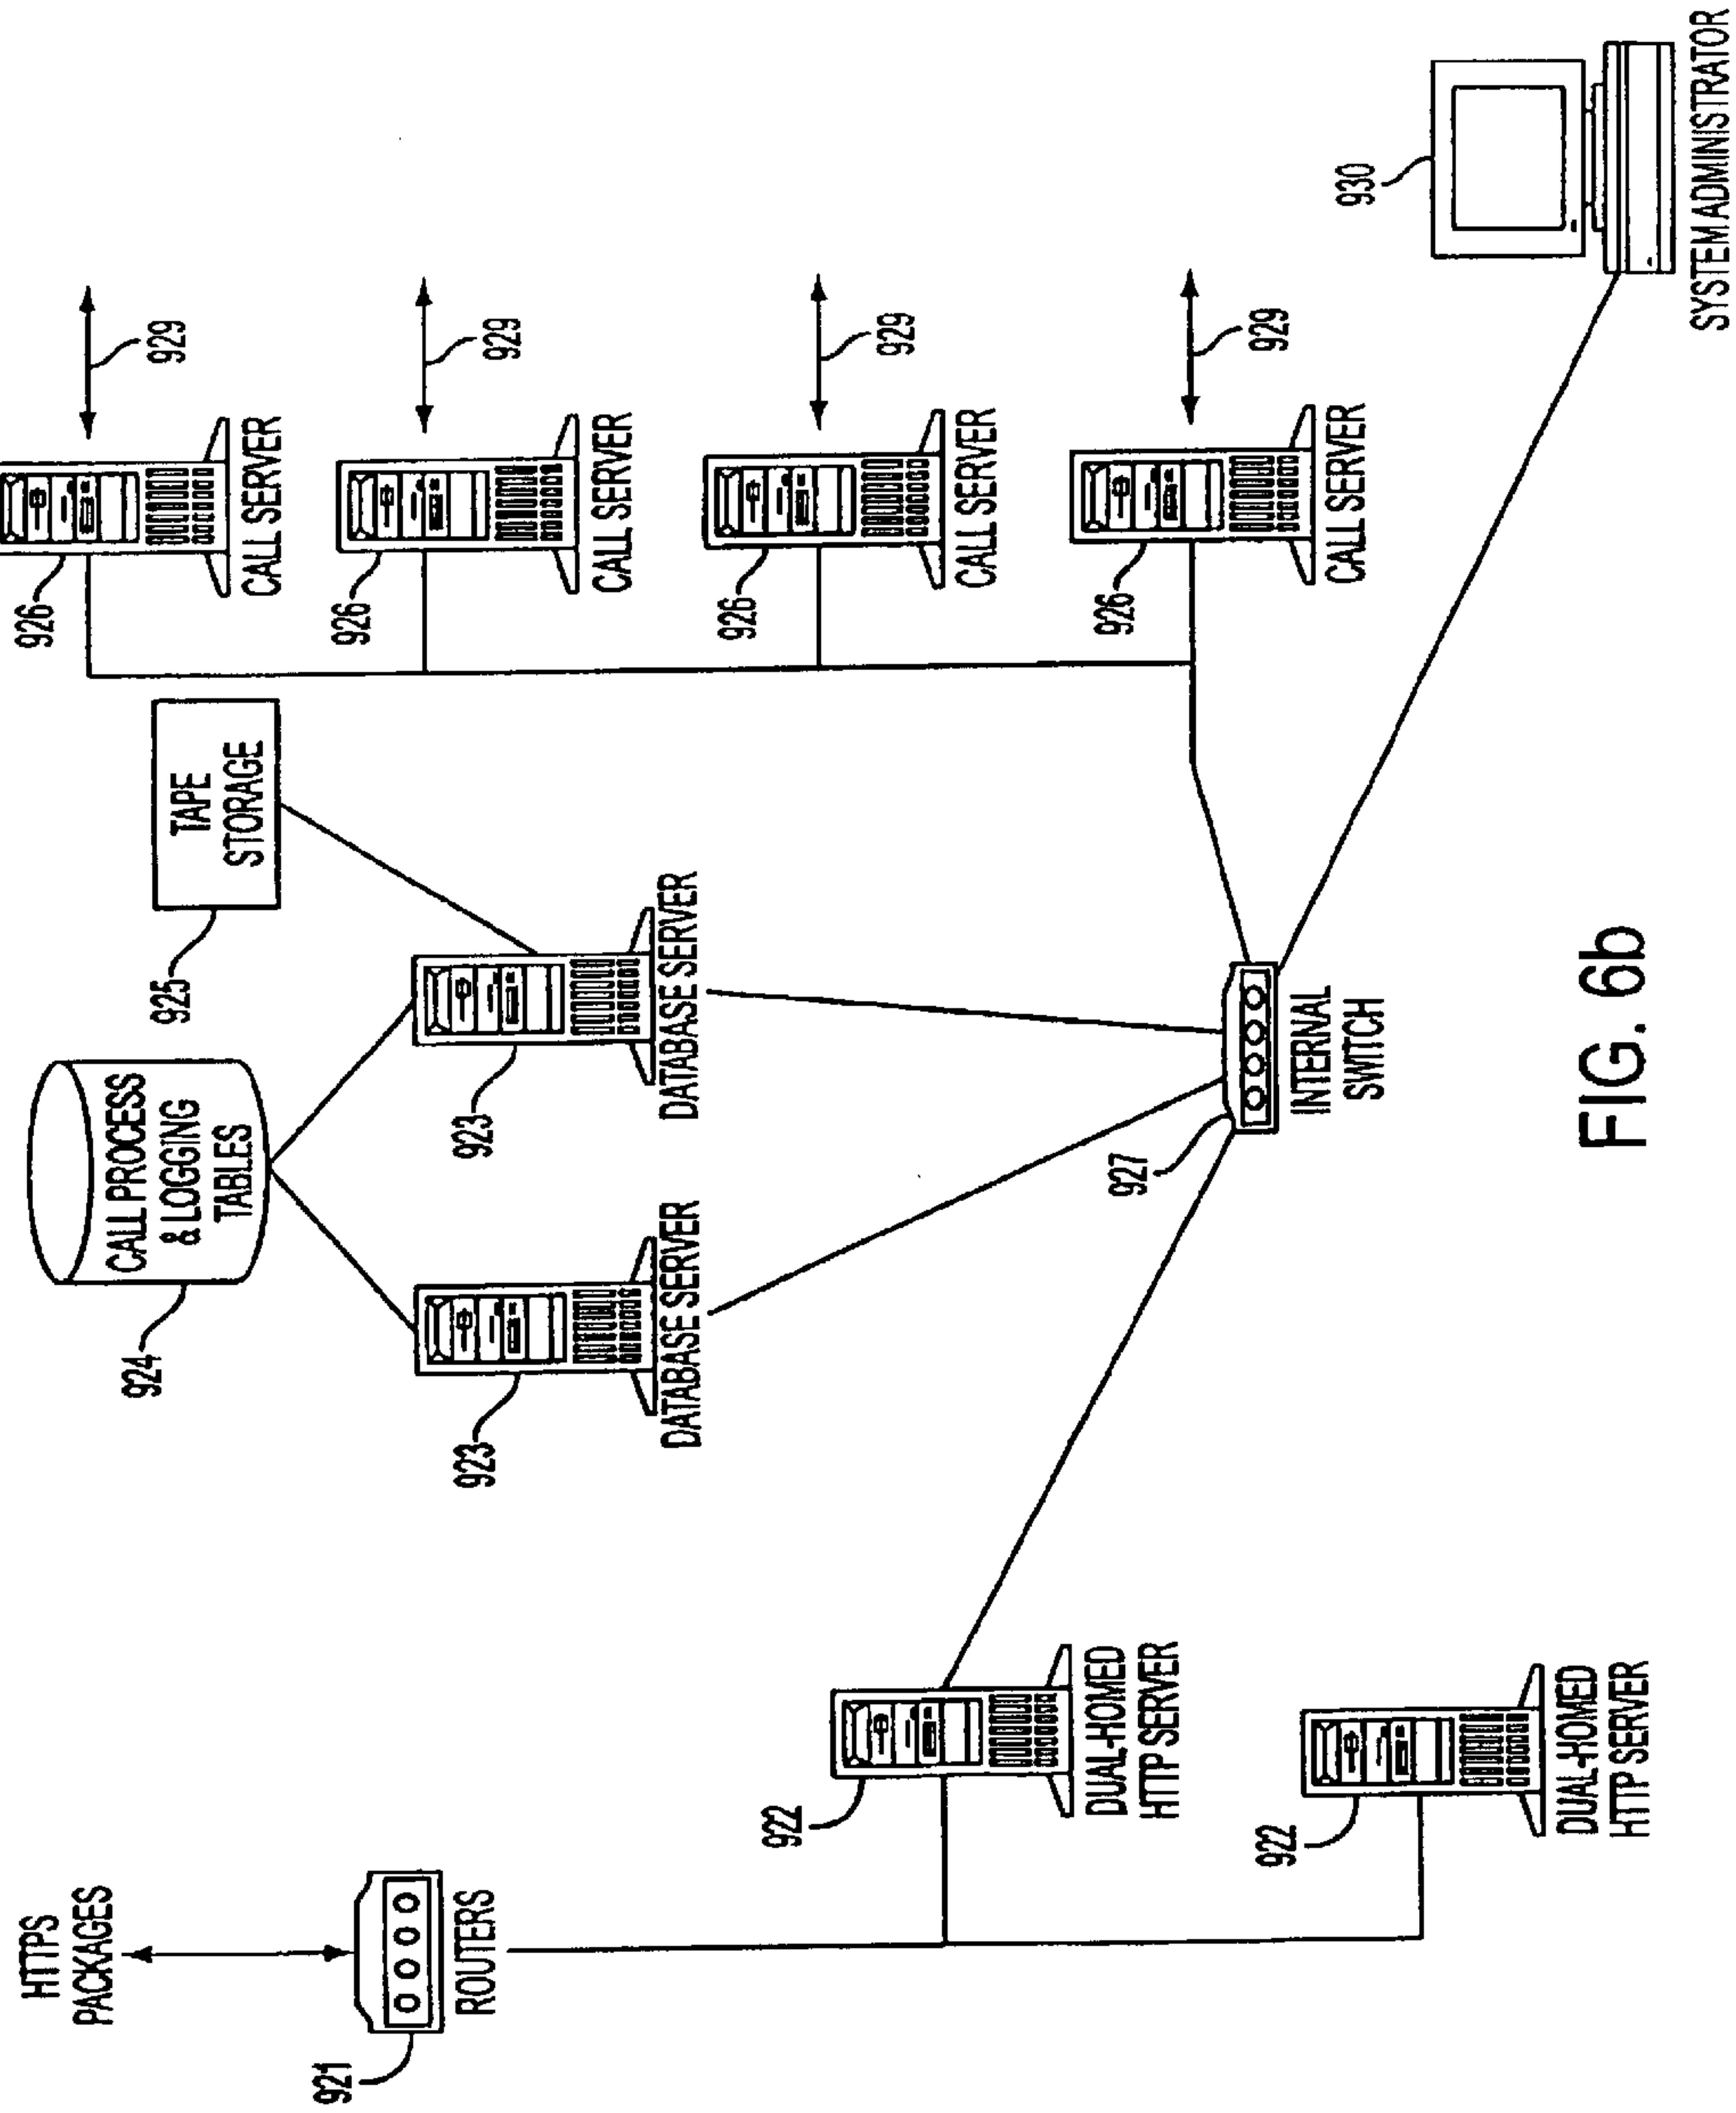 HTTPS
PACKAGES
921
ROUTERS
922
DUAL-HOMED
HTTP SERVER
922
DUAL-HOMED
HTTP SERVER
CALL PROCESS
& LOGGING
TABLES
924
923
DATABASE SERVER
923
DATABASE SERVER
TAPE
STORAGE
925
927
INTERNAL
SWITCH
926
CALL SERVER
929
926
CALL SERVER
929
926
CALL SERVER
929
926
CALL SERVER
929
930
SYSTEM ADMINISTRATOR
FIG. 6b